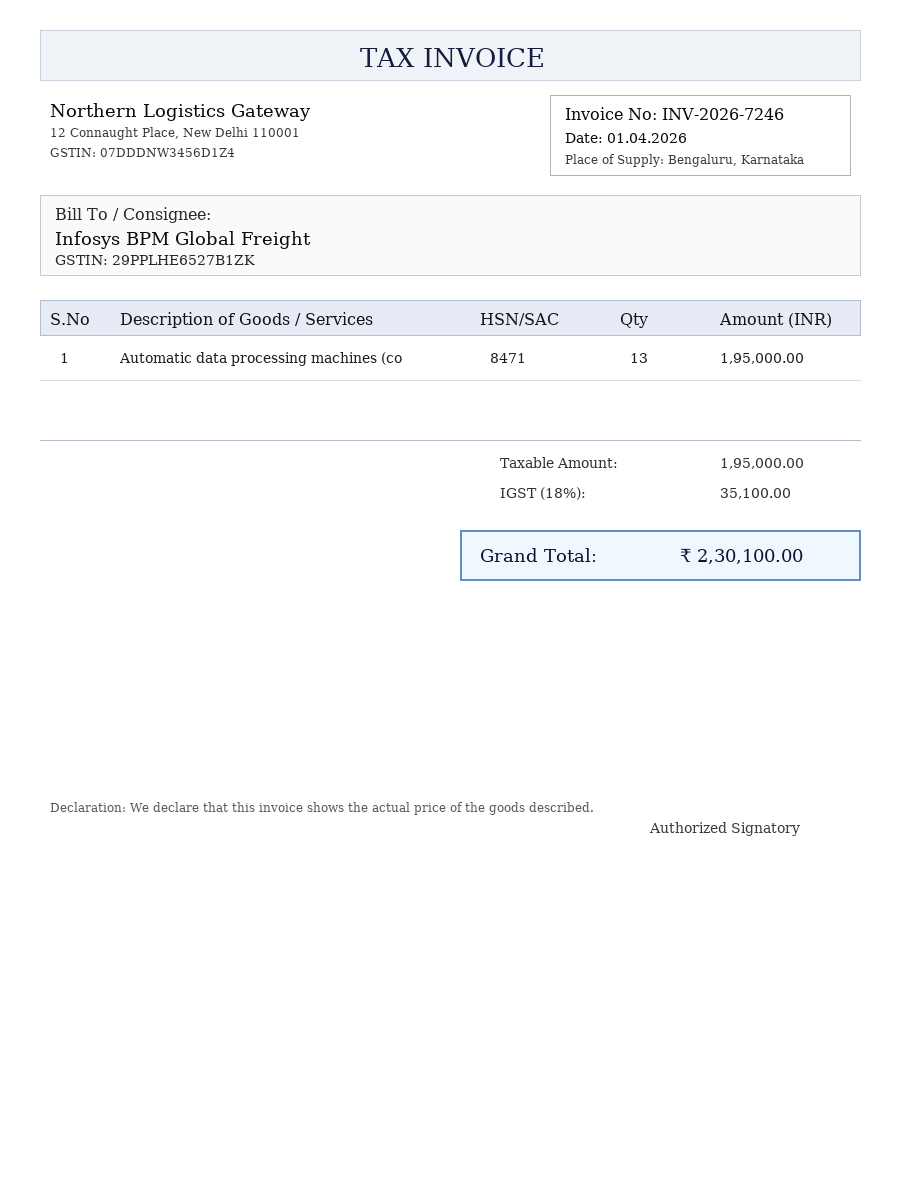 TAX INVOICE
Northern Logistics Gateway
12 Connaught Place, New Delhi 110001
GSTIN: 07DDDNW3456D1Z4
Invoice No: INV-2026-7246
Date: 01.04.2026
Place of Supply: Bengaluru, Karnataka
Bill To / Consignee:
Infosys BPM Global Freight
GSTIN: 29PPLHE6527B1ZK
S.No Description of Goods / Services HSN/SAC Qty Amount (INR)
1 Automatic data processing machines (co 8471 13 1,95,000.00
Taxable Amount: 1,95,000.00
IGST (18%): 35,100.00
Grand Total: ₹ 2,30,100.00
Declaration: We declare that this invoice shows the actual price of the goods described.
Authorized Signatory